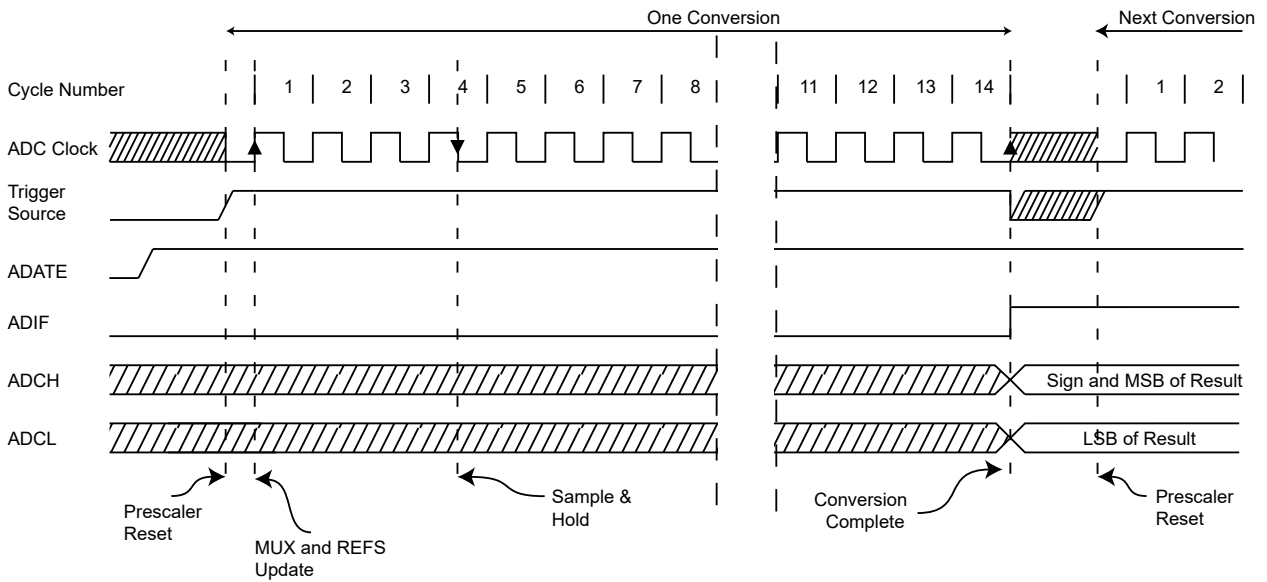 One Conversion
Next Conversion
Cycle Number
1 2 3 4 5 6 7 8 11 12 13 14 1 2
ADC Clock
Trigger
Source
ADATE
ADIF
ADCH
Sign and MSB of Result
ADCL
LSB of Result
Prescaler
Reset
MUX and REFS
Update
Sample &
Hold
Conversion
Complete
Prescaler
Reset